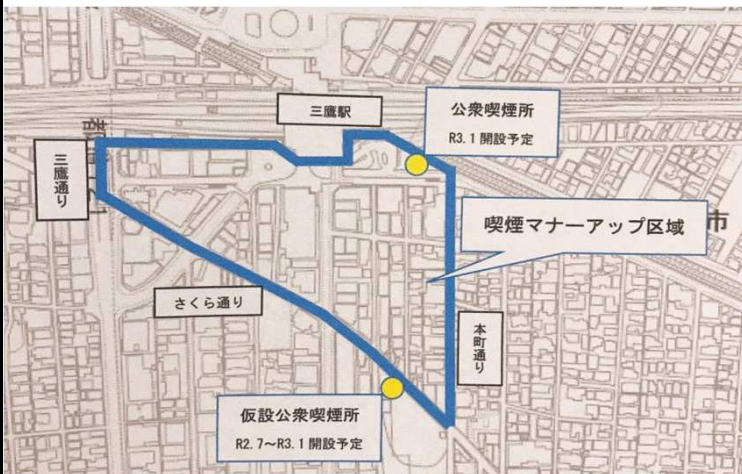 三鷹駅
公衆喫煙所
R3.1開設予定
三鷹通り
喫煙マナーアップ区域
市
さくら通り
本町通り
仮設公衆喫煙所
R2.7～R3.1開設予定